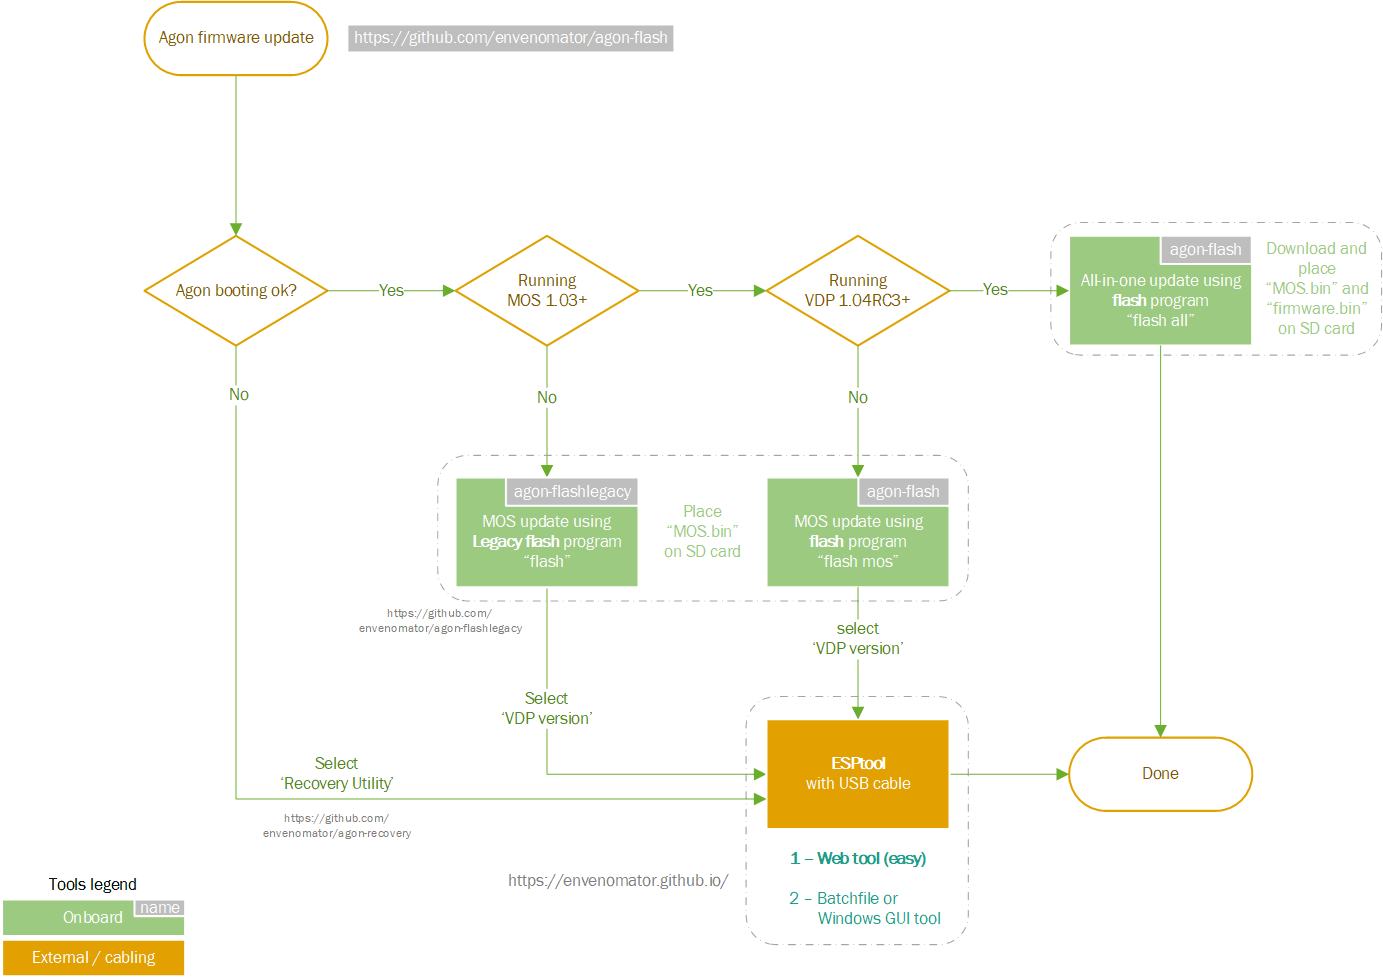 Agon firmware update
https://github.com/envenomator/agon-flash
Agon booting ok?
Yes
Running
MOS 1.03+
Yes
Running
VDP 1.04RC3+
Yes
agon-flash
All-in-one update using
flash program
“flash all”
Download and
place
“MOS.bin” and
“firmware.bin”
on SD card
No
No
No
agon-flashlegacy
MOS update using
Legacy flash program
“flash”
Place
“MOS.bin”
on SD card
agon-flash
MOS update using
flash program
“flash mos”
https://github.com/
envenomator/agon-flashlegacy
select
‘VDP version’
Select
‘VDP version’
Select
‘Recovery Utility’
https://github.com/
envenomator/agon-recovery
ESPtool
with USB cable
Done
1 – Web tool (easy)
2 – Batchfile or
Windows GUI tool
https://envenomator.github.io/
Tools legend
Onboard
name
External / cabling